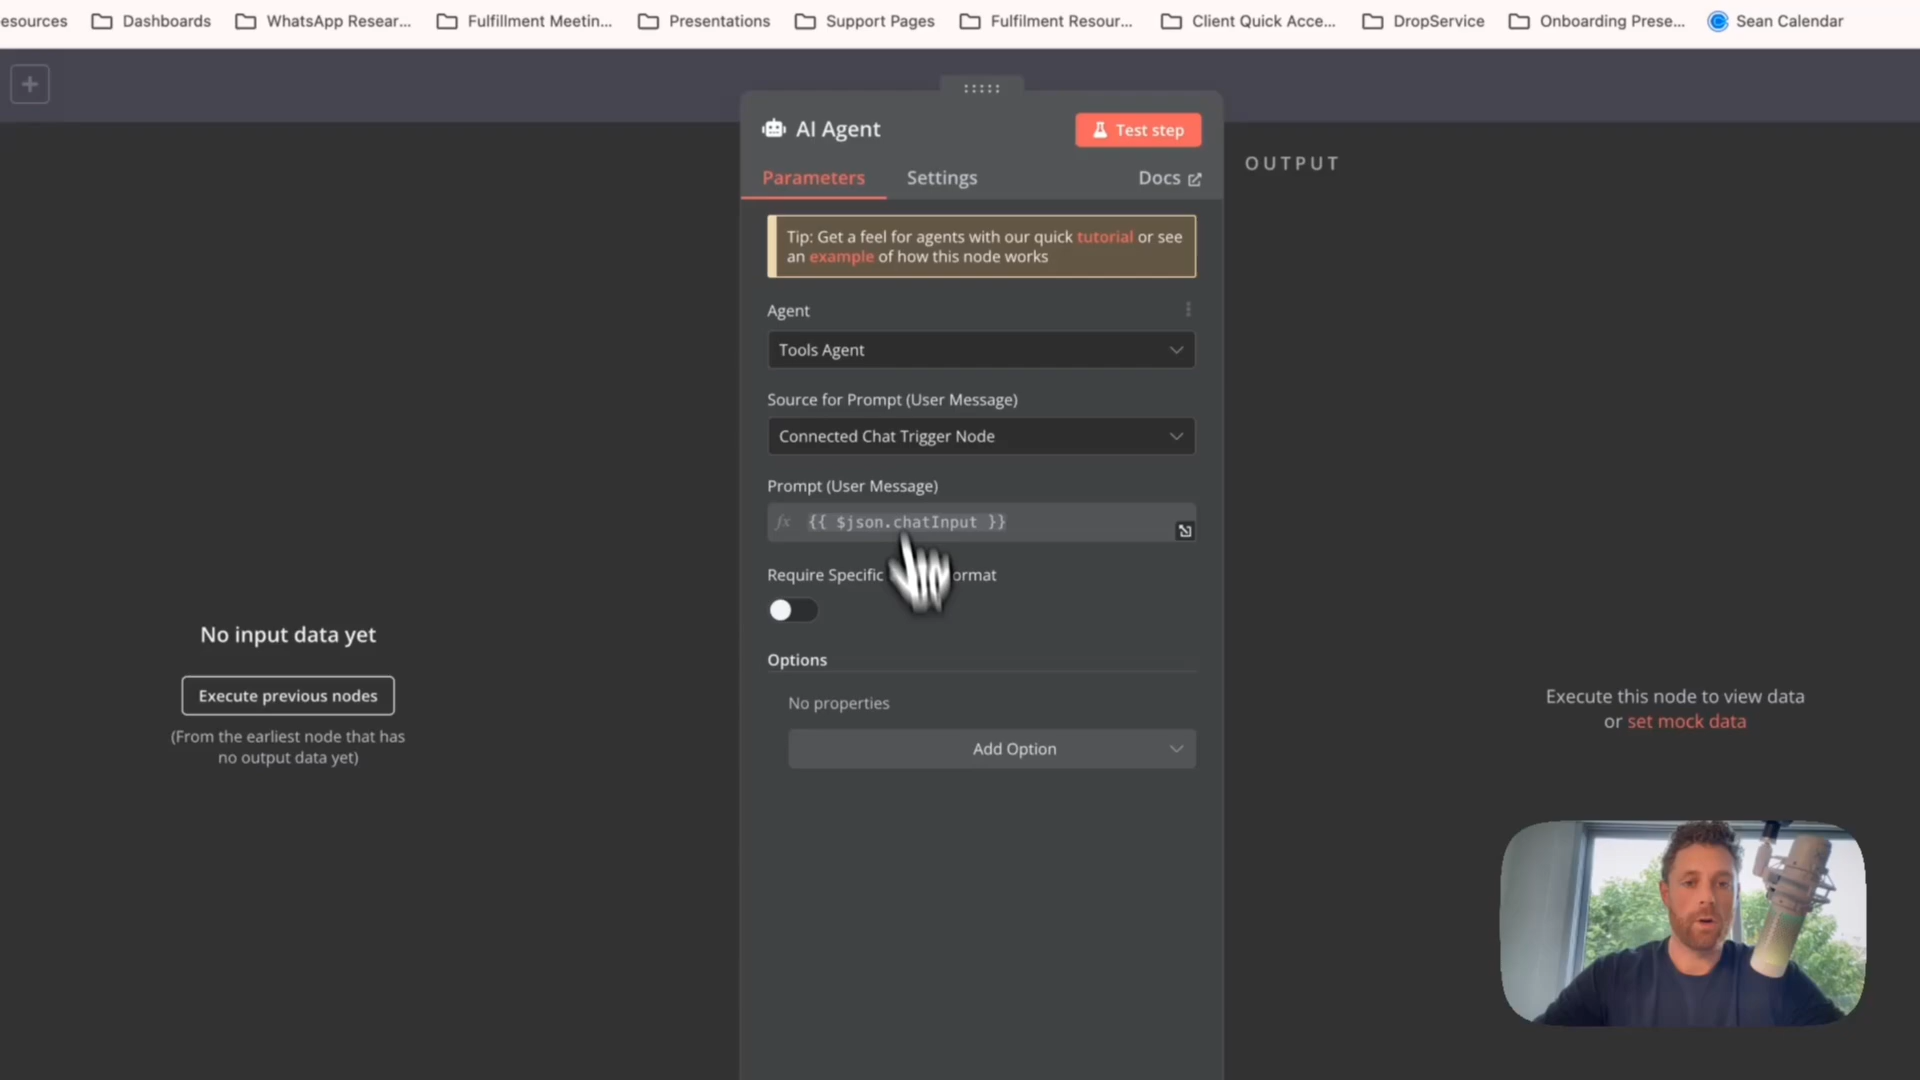 esources Dashboards WhatsApp Resear... Fulfillment Meetin... Presentations Support Pages Fulfilment Resour... Client Quick Acce... DropService Onboarding Prese... Sean Calendar
AI Agent
Test step
Parameters Settings Docs
OUTPUT
Tip: Get a feel for agents with our quick tutorial or see
an example of how this node works
Agent
Tools Agent
Source for Prompt (User Message)
Connected Chat Trigger Node
Prompt (User Message)
fx {{ $json.chatInput }}
Require Specific ormat
Options
No properties
Add Option
No input data yet
Execute previous nodes
(From the earliest node that has
no output data yet)
Execute this node to view data
or set mock data